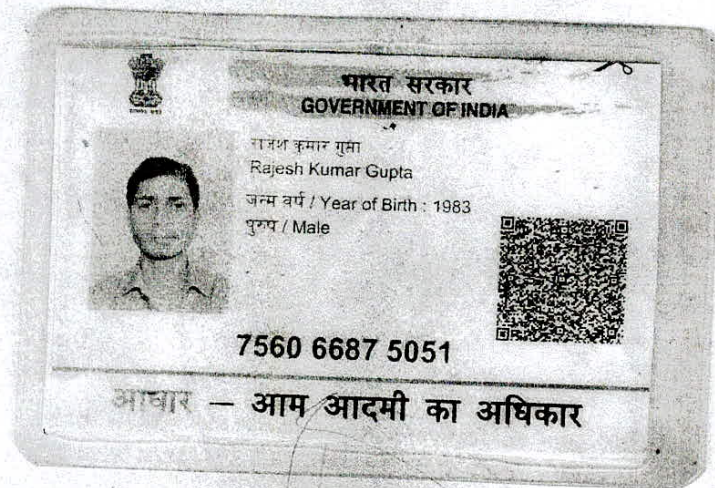 भारत सरकार
GOVERNMENT OF INDIA
राजेश कुमार गुप्ता
Rajesh Kumar Gupta
जन्म वर्ष / Year of Birth : 1983
पुरुष / Male
7560 6687 5051
आधार – आम आदमी का अधिकार